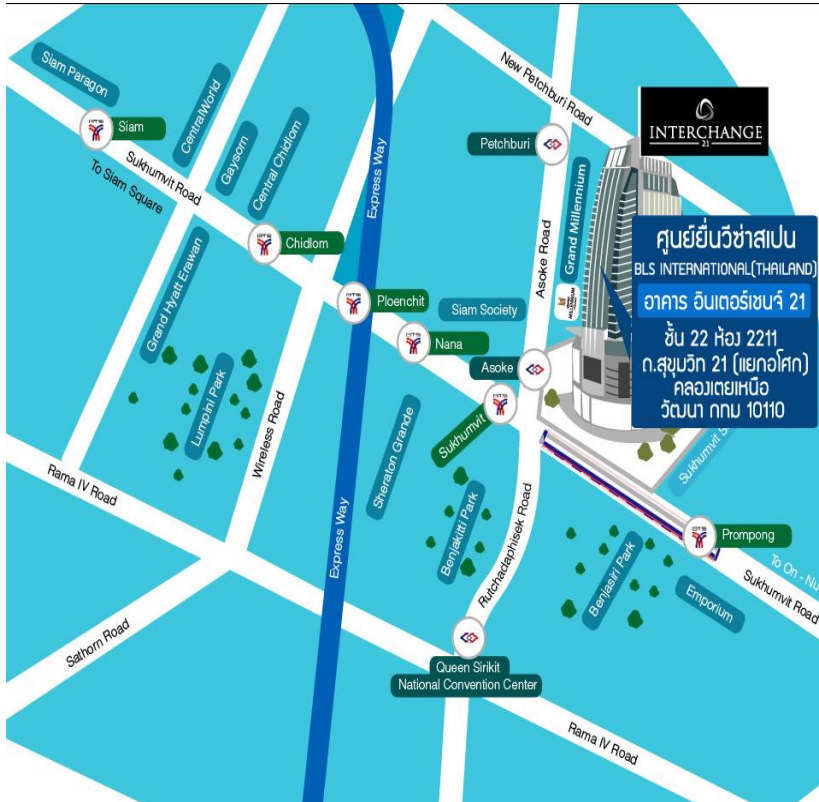 Siam Paragon
BTS
Siam
CentralWorld
Gaysorn
Central Chidlom
Sukhumvit Road
To Siam Square
BTS
Chidlom
Express Way
New Petchburi Road
Petchburi
INTERCHANGE
21
Grand Millennium
Asoke Road
ศูนย์ยื่นวีซ่าสเปน
BLS INTERNATIONAL(THAILAND)
อาคาร อินเตอร์เชนจ์ 21
ชั้น 22 ห้อง 2211
ถ.สุขุมวิท 21 (แยกอโศก)
คลองเตยเหนือ
วัฒนา กทม 10110
Grand Hyatt Erawan
Lumpini Park
BTS
Ploenchit
BTS
Nana
Siam Society
Asoke
BTS
Sukhumvit
Wireless Road
Sheraton Grande
Benjakitti Park
Rutchadaphisek Road
Sukhumvit S
BTS
Prompong
To On - Nu
Sukhumvit Road
Benjasiri Park
Emporium
Rama IV Road
Express Way
Sathorn Road
Queen Sirikit
National Convention Center
Rama IV Road